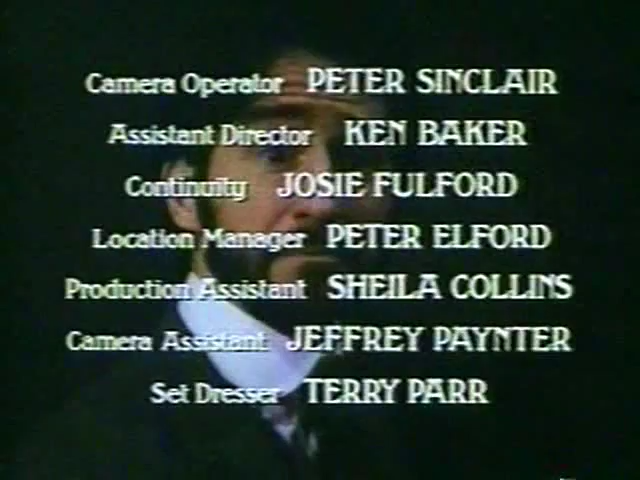 Camera Operator PETER SINCLAIR
Assistant Director KEN BAKER
Continuity JOSIE FULFORD
Location Manager PETER ELFORD
Production Assistant SHEILA COLLINS
Camera Assistant JEFFREY PAYNTER
Set Dresser TERRY PARR